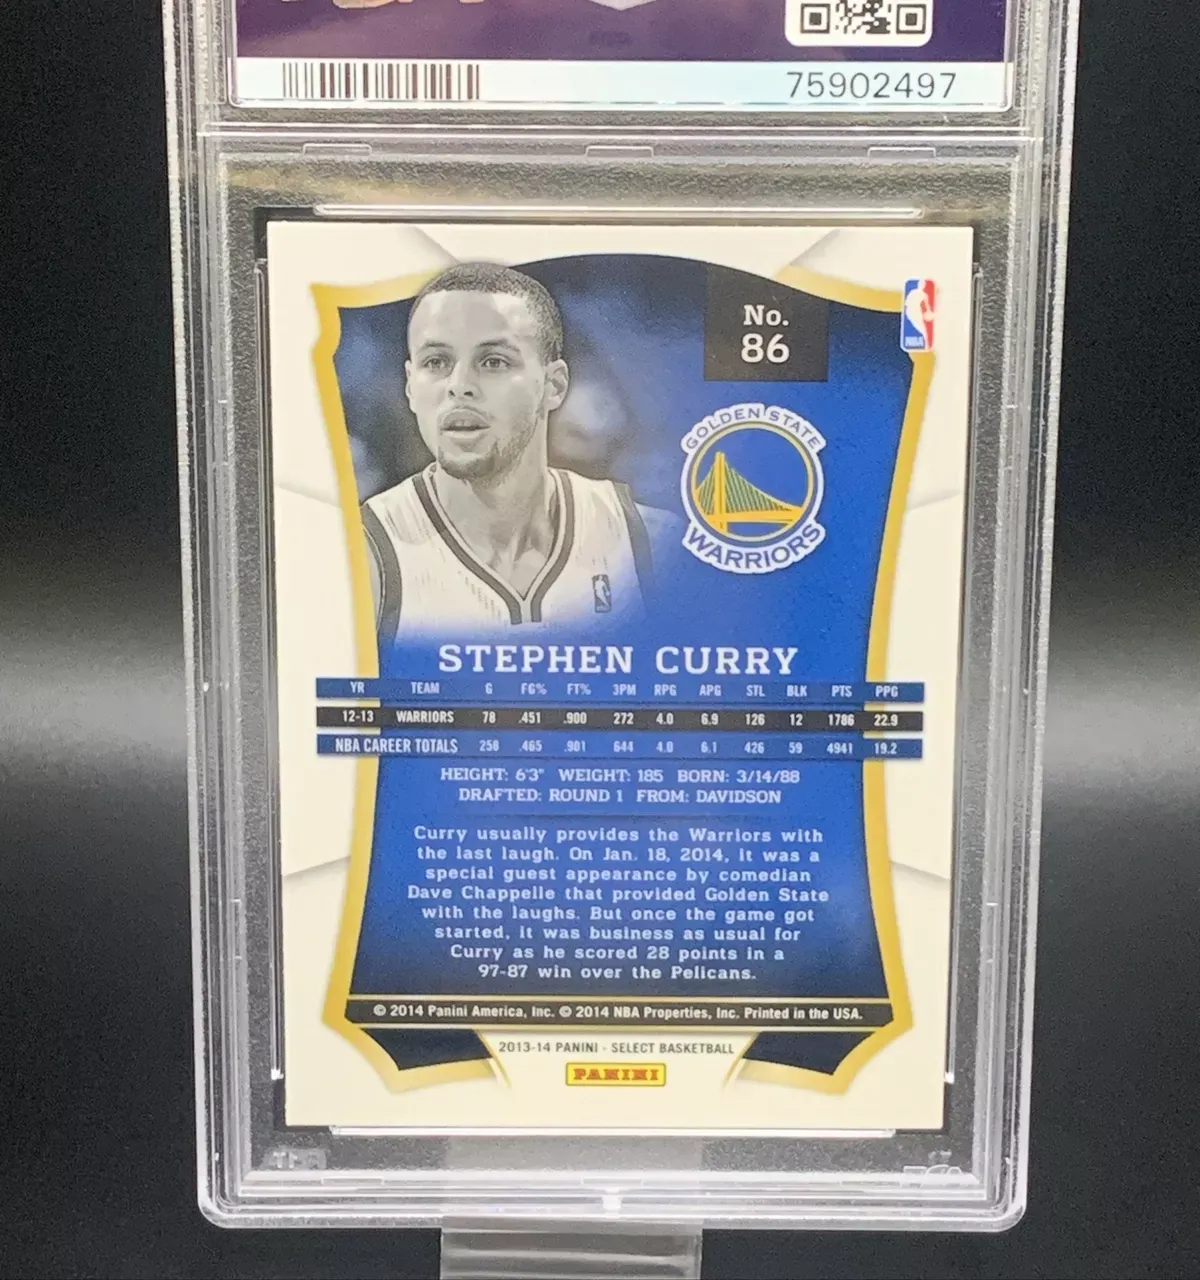 75902497
No.
86
NBA
GOLDEN STATE
WARRIORS
STEPHEN CURRY
YR TEAM G FG% FT% 3PM RPG APG STL BLK PTS PPG
12-13 WARRIORS 78 .451 .900 272 4.0 6.9 126 12 1786 22.9
NBA CAREER TOTALS 258 .465 .901 644 4.0 6.1 426 59 4941 19.2
HEIGHT: 6'3" WEIGHT: 185 BORN: 3/14/88
DRAFTED: ROUND 1 FROM: DAVIDSON
Curry usually provides the Warriors with
the last laugh. On Jan. 18, 2014, it was a
special guest appearance by comedian
Dave Chappelle that provided Golden State
with the laughs. But once the game got
started, it was business as usual for
Curry as he scored 28 points in a
97-87 win over the Pelicans.
© 2014 Panini America, Inc. © 2014 NBA Properties, Inc. Printed in the USA.
2013-14 PANINI - SELECT BASKETBALL
PANINI